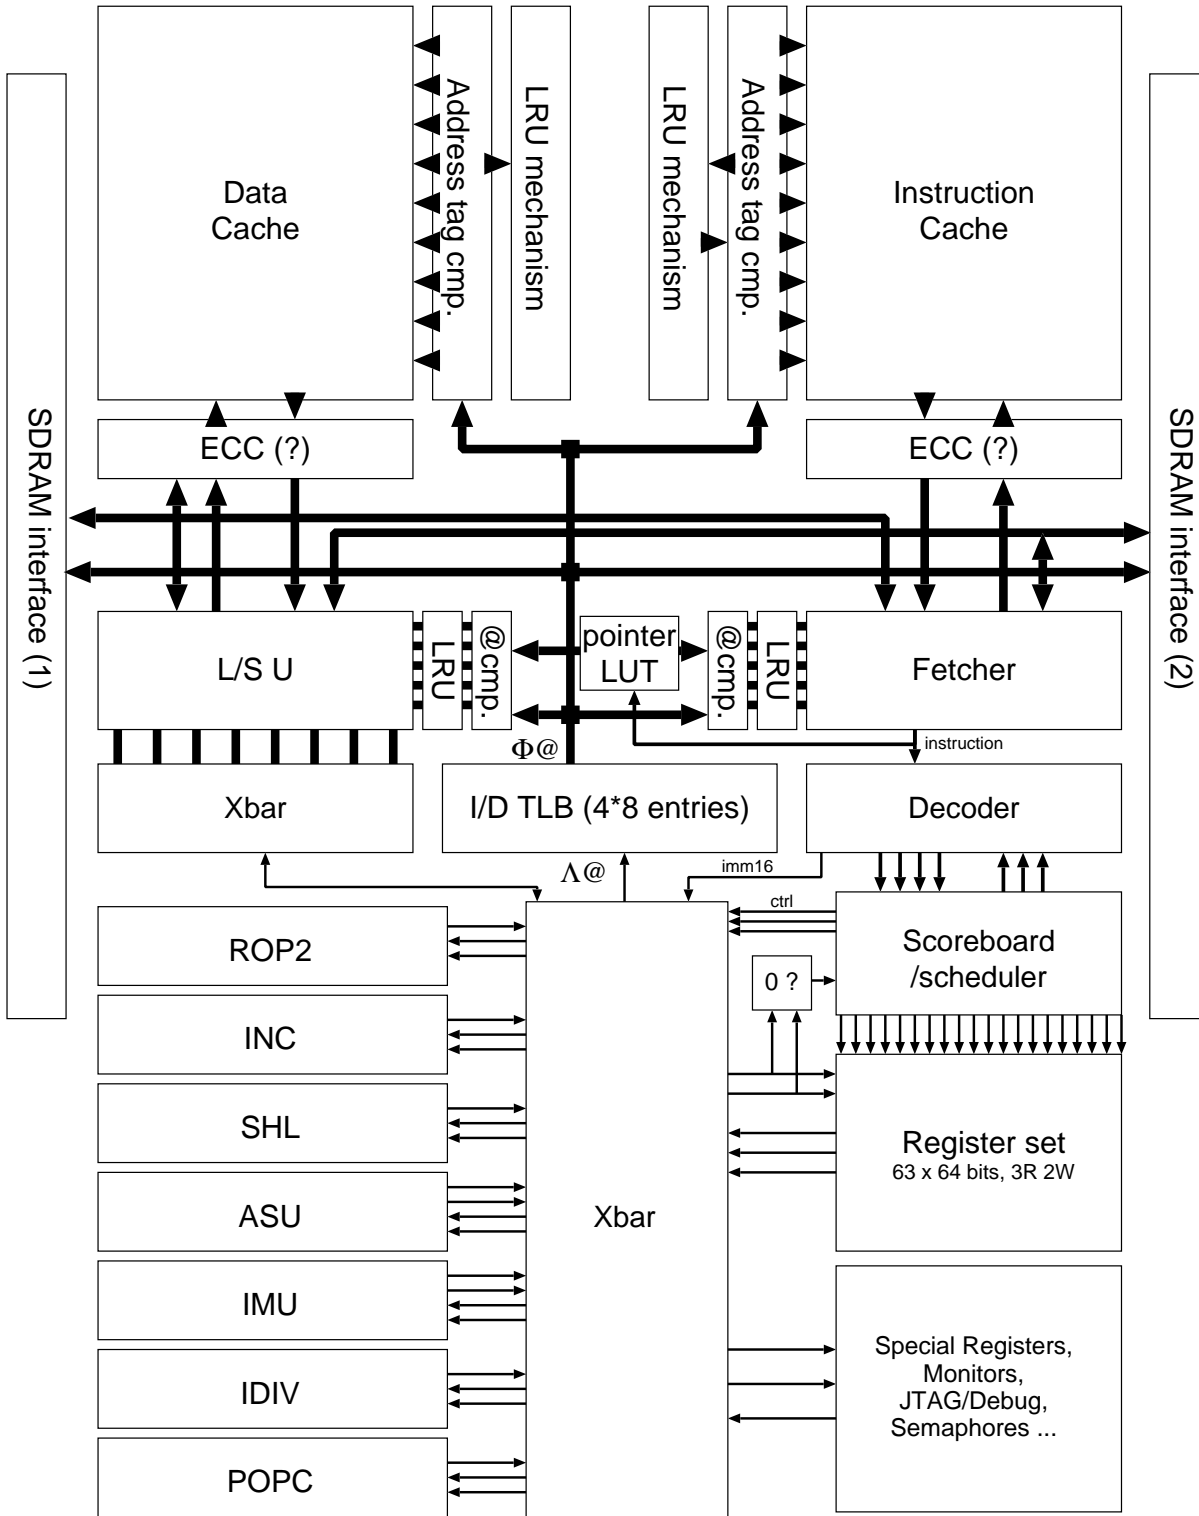 Data
Cache
Address tag cmp.
LRU mechanism
LRU mechanism
Address tag cmp.
Instruction
Cache
SDRAM interface (1)
SDRAM interface (2)
ECC (?)
ECC (?)
L/S U
LRU
@cmp.
pointer
LUT
@cmp.
LRU
Fetcher
instruction
Φ@
Xbar
I/D TLB (4*8 entries)
Decoder
Λ@
imm16
ctrl
ROP2
Scoreboard
/scheduler
0 ?
INC
SHL
Register set
63 x 64 bits, 3R 2W
ASU
Xbar
IMU
Special Registers,
Monitors,
JTAG/Debug,
Semaphores ...
IDIV
POPC